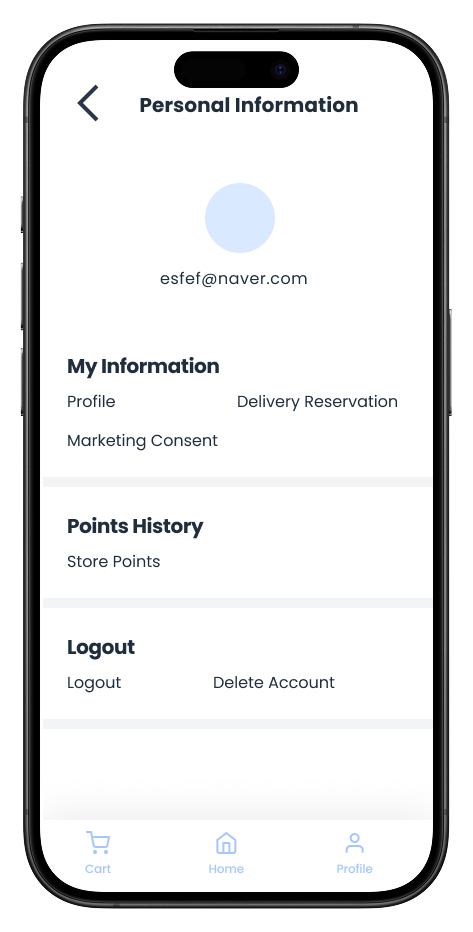 Personal Information
esfef@naver.com
My Information
Profile Delivery Reservation
Marketing Consent
Points History
Store Points
Logout
Logout Delete Account
Cart Home Profile